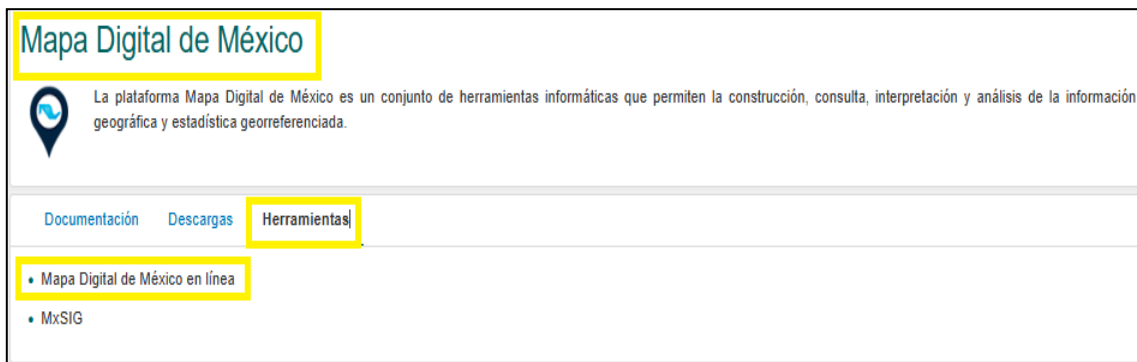 Mapa Digital de México
La plataforma Mapa Digital de México es un conjunto de herramientas informáticas que permiten la construcción, consulta, interpretación y análisis de la información
geográfica y estadística georreferenciada.
Documentación Descargas Herramientas
• Mapa Digital de México en línea
• MxSIG